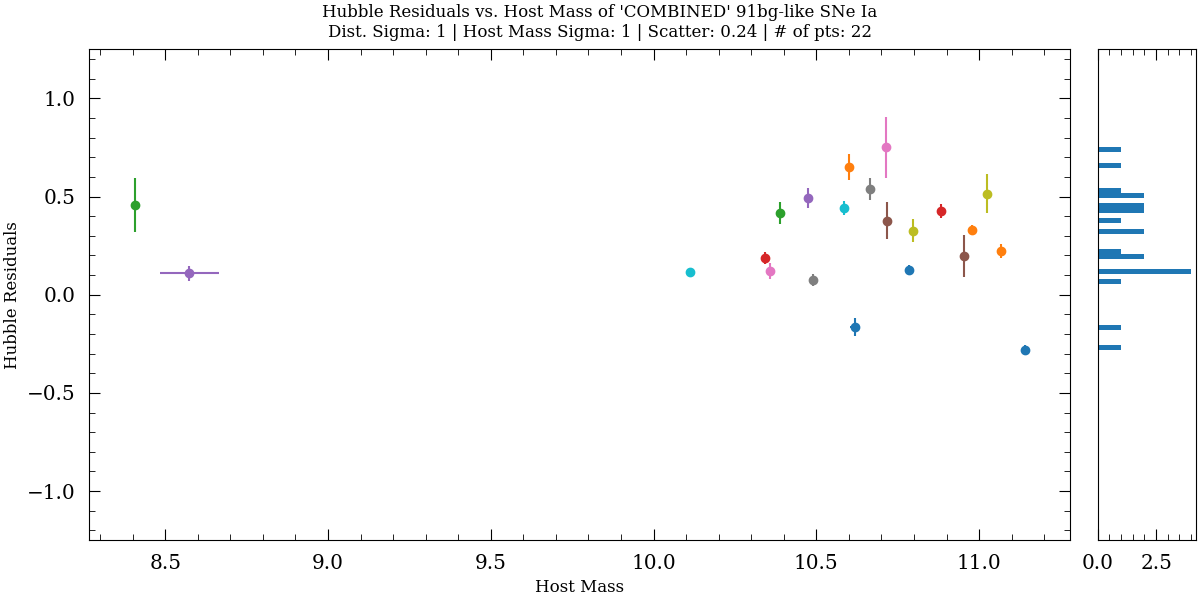 Hubble Residuals vs. Host Mass of 'COMBINED' 91bg-like SNe Ia
Dist. Sigma: 1 | Host Mass Sigma: 1 | Scatter: 0.24 | # of pts: 22
Hubble Residuals
1.0
0.5
0.0
−0.5
−1.0
8.5 9.0 9.5 10.0 10.5 11.0
Host Mass
0.0 2.5